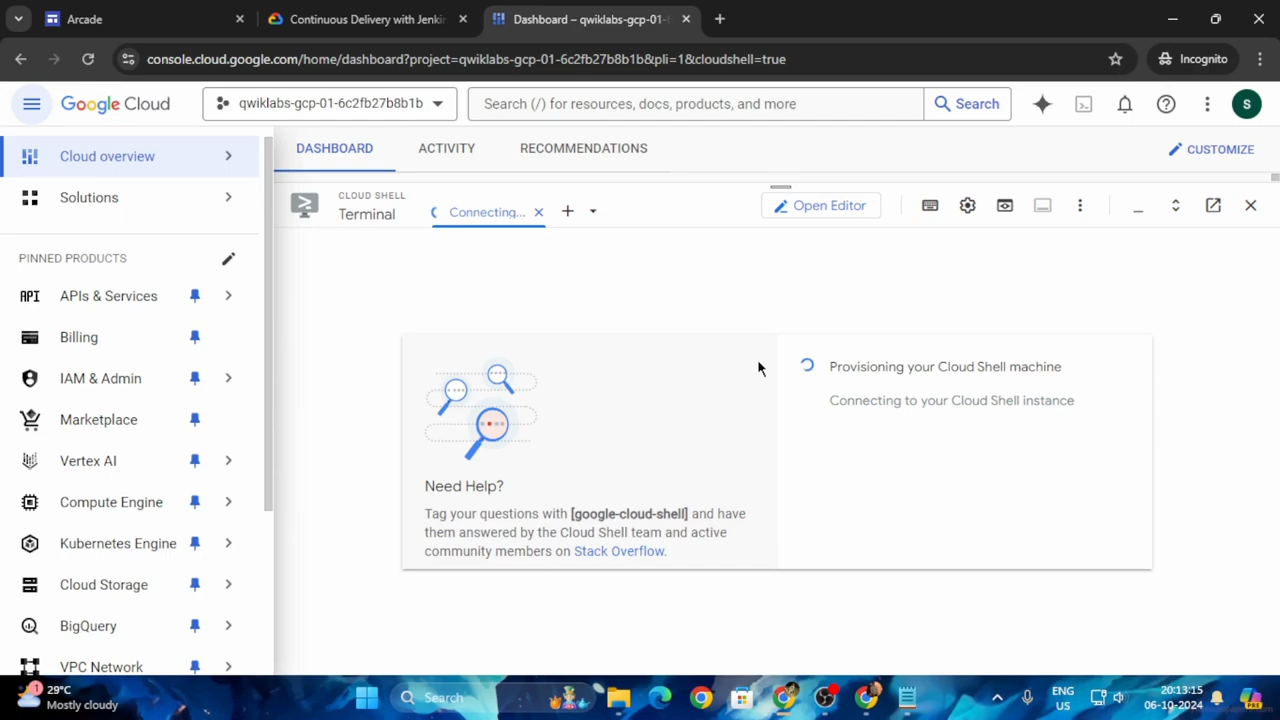 Arcade
Continuous Delivery with Jenkin
Dashboard – qwiklabs-gcp-01-6
console.cloud.google.com/home/dashboard?project=qwiklabs-gcp-01-6c2fb27b8b1b&pli=1&cloudshell=true
Incognito
Google Cloud
qwiklabs-gcp-01-6c2fb27b8b1b
Search (/) for resources, docs, products, and more
Search
S
Cloud overview
Solutions
PINNED PRODUCTS
API APIs & Services
Billing
IAM & Admin
Marketplace
Vertex AI
Compute Engine
Kubernetes Engine
Cloud Storage
BigQuery
VPC Network
DASHBOARD
ACTIVITY
RECOMMENDATIONS
CUSTOMIZE
CLOUD SHELL
Terminal
Connecting...
Open Editor
Need Help?
Tag your questions with [google-cloud-shell] and have
them answered by the Cloud Shell team and active
community members on Stack Overflow.
Provisioning your Cloud Shell machine
Connecting to your Cloud Shell instance
1
29°C
Mostly cloudy
Search
ENG
US
20:13:15
06-10-2024
PRE